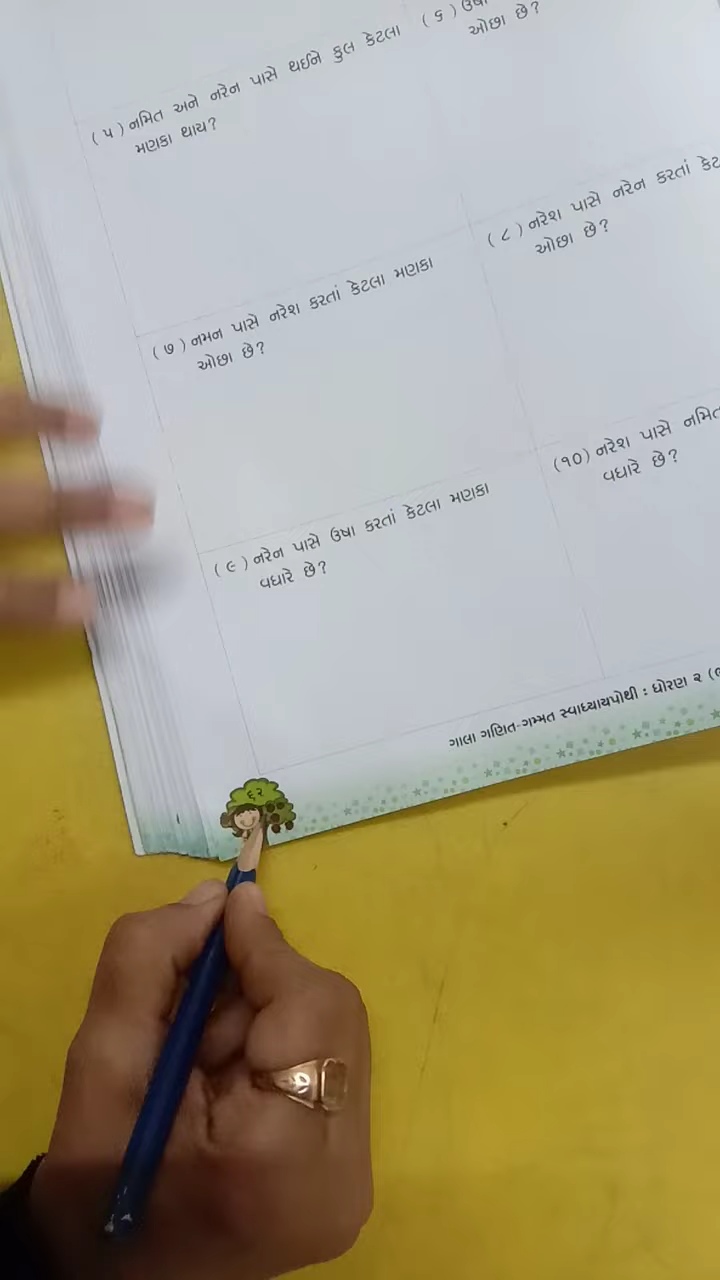 (૫) નમિત અને નરેન પાસે થઈને કુલ કેટલા
મણકા થાય?
(૬) ઉષા
ઓછા છે?
(૭) નમન પાસે નરેશ કરતાં કેટલા મણકા
ઓછા છે?
(૮) નરેશ પાસે નરેન કરતાં
ઓછા છે?
(૯) નરેન પાસે ઉષા કરતાં કેટલા મણકા
વધારે છે?
(૧૦) નરેશ પાસે નમિત
વધારે છે?
ગાલા ગણિત-ગમ્મત સ્વાધ્યાયપોથી : ધોરણ ૨
૬૨